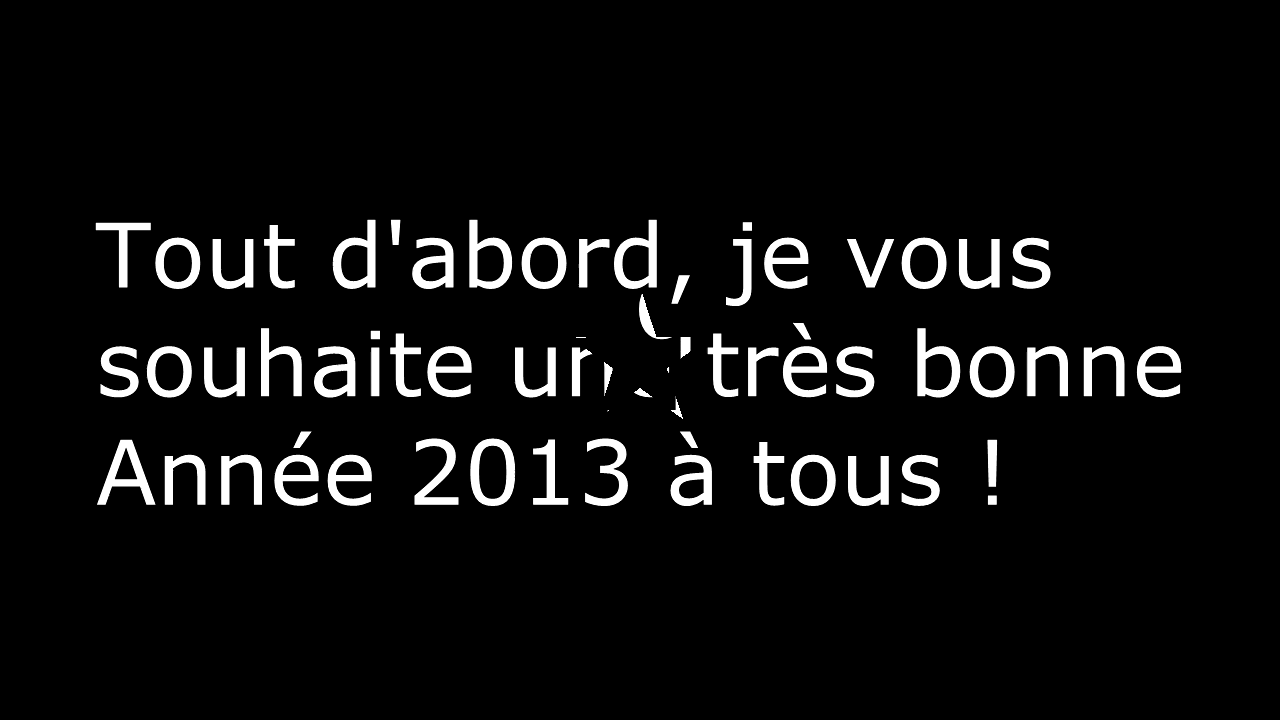 Tout d'abord, je vous
souhaite très bonne
Année 2013 à tous !